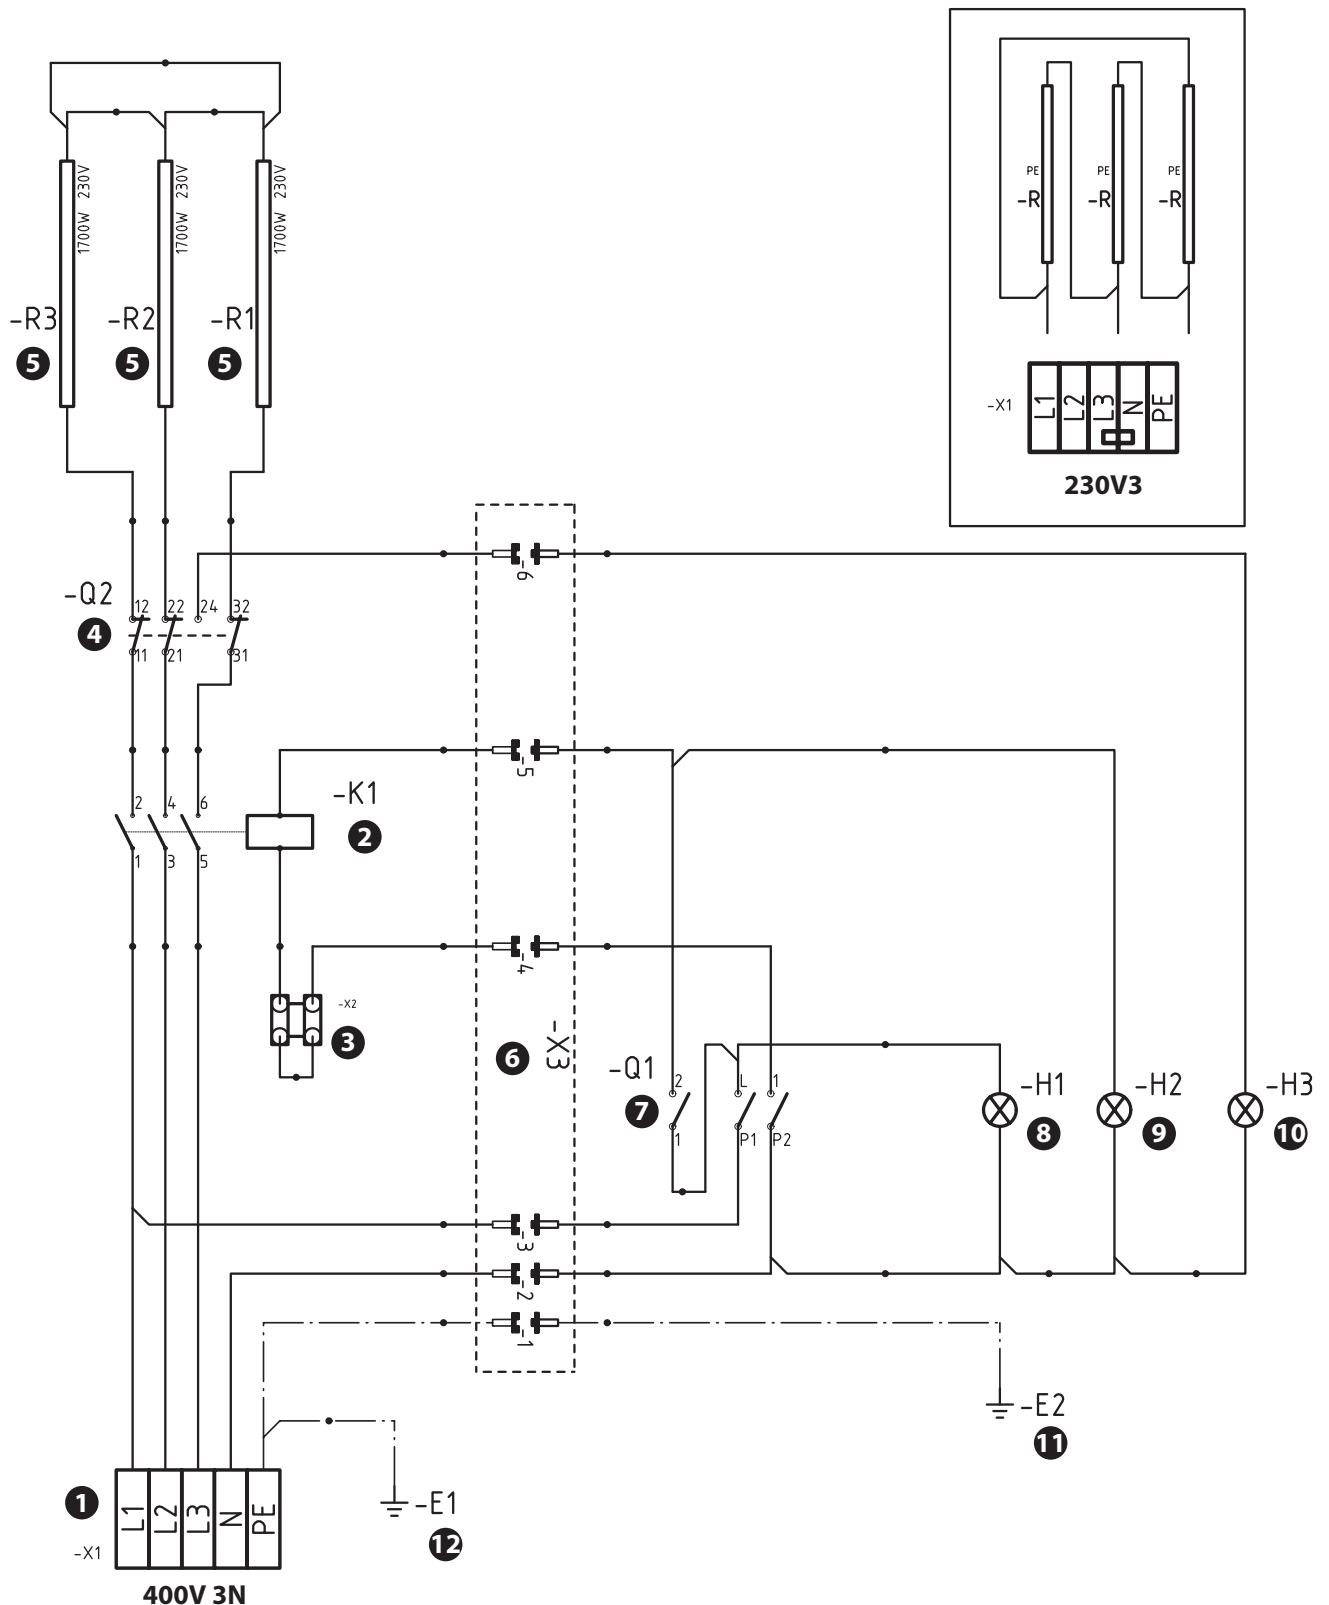 1700W 230V
1700W 230V
1700W 230V
-R3
-R2
-R1
5
5
5
PE
PE
PE
-R
-R
-R
-X1
L1
L2
L3
N
PE
230V3
-6
-Q2
4
12
22
24
32
11
21
31
-5
-K1
2
2
4
6
1
3
5
-4
-X2
3
6
-X3
-Q1
7
2
L
1
1
P1
P2
-H1
8
-H2
9
-H3
10
-3
-2
-1
-E2
11
1
-X1
L1
L2
L3
N
PE
-E1
12
400V 3N